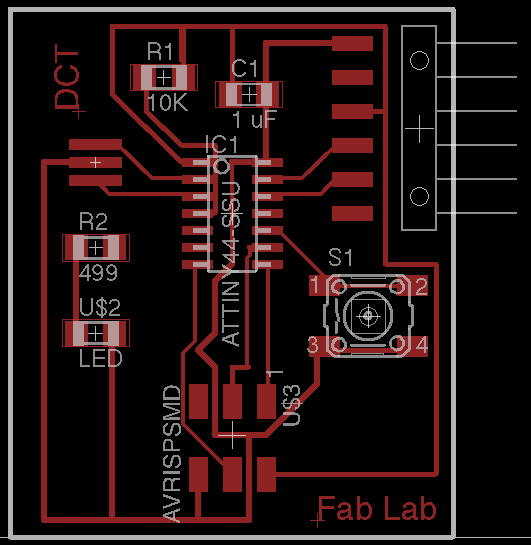 R1
DCT
C1
10K
1 uF
IC1
ATTINY44-SSU
R2
S1
499
1
2
U$2
3
4
LED
1
U$3
AVRISPSMD
Fab Lab